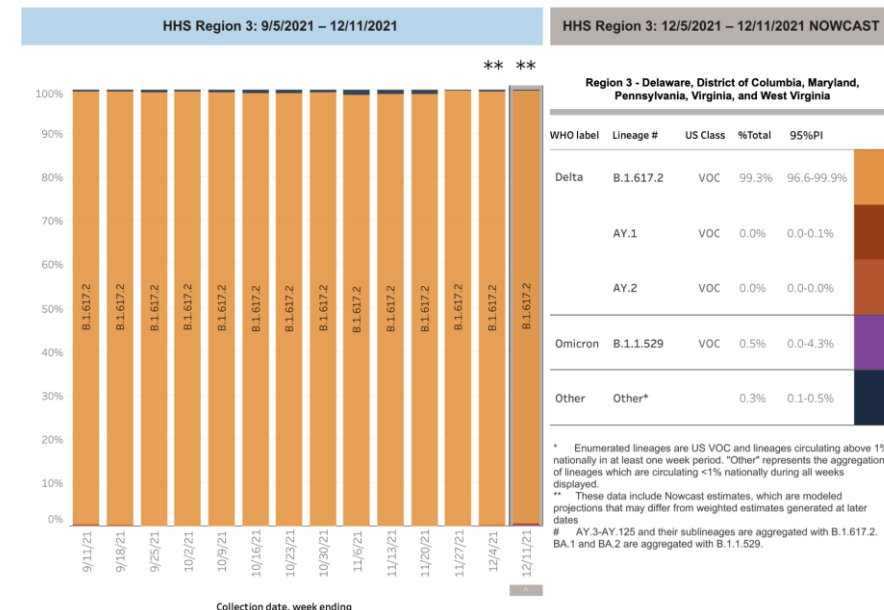 HHS Region 3: 9/5/2021 – 12/11/2021
HHS Region 3: 12/5/2021 – 12/11/2021 NOWCAST
** **
100%
90%
80%
70%
60%
50%
40%
30%
20%
10%
0%
B.1.617.2 B.1.617.2 B.1.617.2 B.1.617.2 B.1.617.2 B.1.617.2 B.1.617.2 B.1.617.2 B.1.617.2 B.1.617.2 B.1.617.2 B.1.617.2 B.1.617.2 B.1.617.2
9/11/21 9/18/21 9/25/21 10/2/21 10/9/21 10/16/21 10/23/21 10/30/21 11/6/21 11/13/21 11/20/21 11/27/21 12/4/21 12/11/21
Collection date, week ending
Region 3 - Delaware, District of Columbia, Maryland,
Pennsylvania, Virginia, and West Virginia
WHO label Lineage # US Class %Total 95%PI
Delta B.1.617.2 VOC 99.3% 96.6-99.9%
AY.1 VOC 0.0% 0.0-0.1%
AY.2 VOC 0.0% 0.0-0.0%
Omicron B.1.1.529 VOC 0.5% 0.0-4.3%
Other Other* 0.3% 0.1-0.5%
* Enumerated lineages are US VOC and lineages circulating above 1%
nationally in at least one week period. "Other" represents the aggregation
of lineages which are circulating <1% nationally during all weeks
displayed.
** These data include Nowcast estimates, which are modeled
projections that may differ from weighted estimates generated at later
dates
# AY.3-AY.125 and their sublineages are aggregated with B.1.617.2.
BA.1 and BA.2 are aggregated with B.1.1.529.